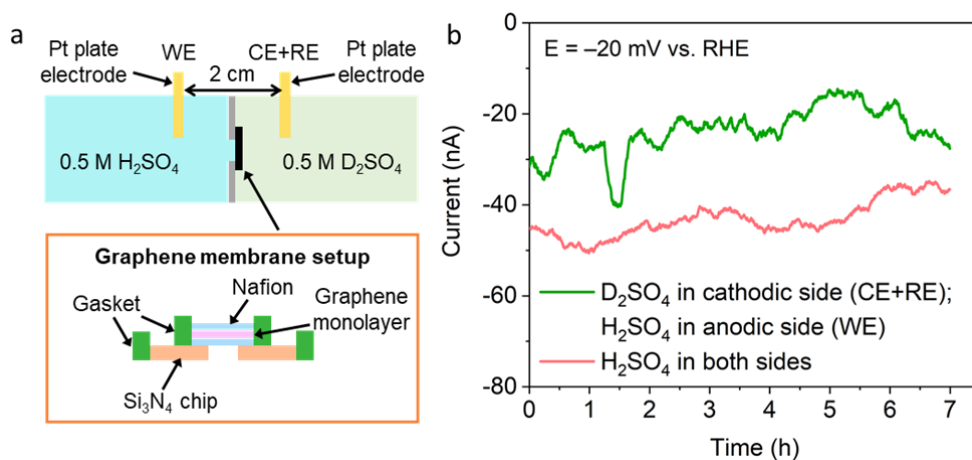 a
Pt plate
electrode
WE
CE+RE
Pt plate
electrode
2 cm
0.5 M H₂SO₄
0.5 M D₂SO₄
Graphene membrane setup
Gasket
Nafion
Graphene
monolayer
Si₃N₄ chip
b
E = –20 mV vs. RHE
Current (nA)
0
-20
-40
-60
-80
D₂SO₄ in cathodic side (CE+RE);
H₂SO₄ in anodic side (WE)
H₂SO₄ in both sides
0 1 2 3 4 5 6 7
Time (h)